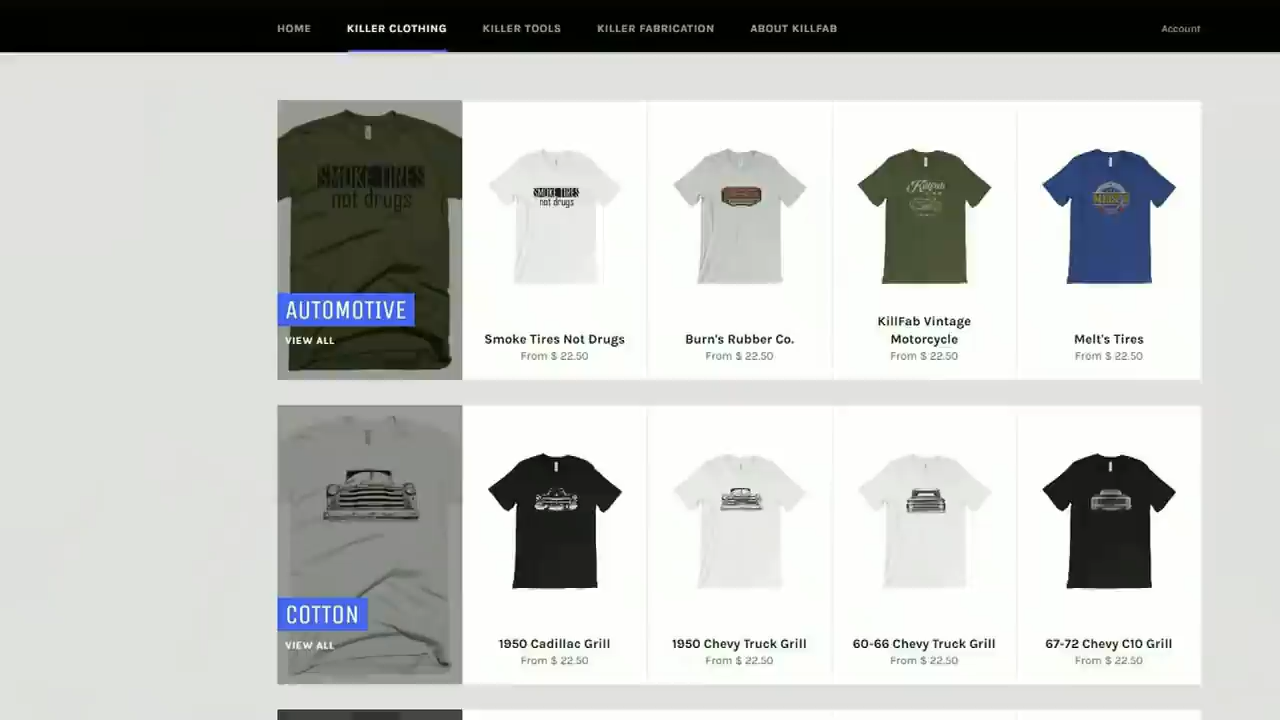 HOME KILLER CLOTHING KILLER TOOLS KILLER FABRICATION ABOUT KILLFAB Account
SMOKE TIRES
not drugs
AUTOMOTIVE
VIEW ALL
SMOKE TIRES
not drugs
Smoke Tires Not Drugs
From $ 22.50
Burn's Rubber Co.
From $ 22.50
Killfab
KillFab Vintage
Motorcycle
From $ 22.50
MELT'S
Melt's Tires
From $ 22.50
COTTON
VIEW ALL
1950 Cadillac Grill
From $ 22.50
1950 Chevy Truck Grill
From $ 22.50
60-66 Chevy Truck Grill
From $ 22.50
67-72 Chevy C10 Grill
From $ 22.50